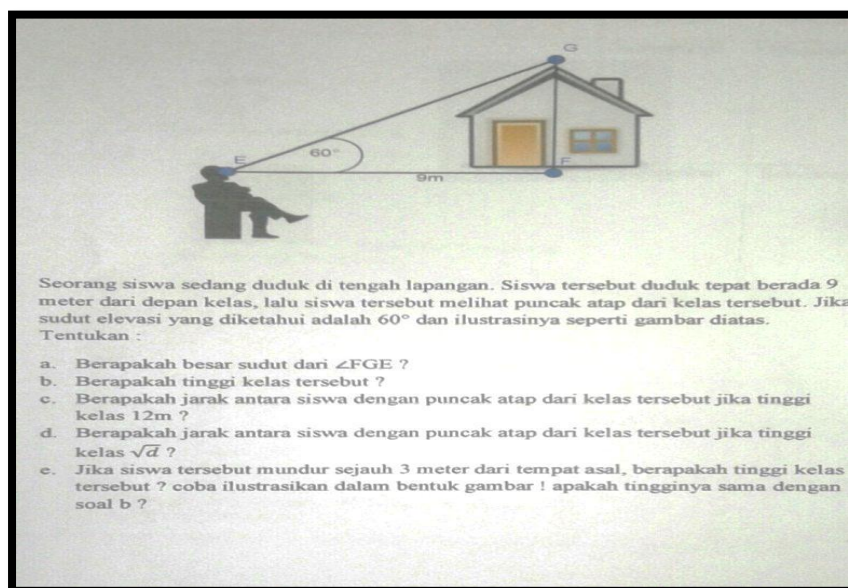 G
E
60°
F
9m
Seorang siswa sedang duduk di tengah lapangan. Siswa tersebut duduk tepat berada 9
meter dari depan kelas, lalu siswa tersebut melihat puncak atap dari kelas tersebut. Jika
sudut elevasi yang diketahui adalah 60° dan ilustrasinya seperti gambar diatas.
Tentukan :
a. Berapakah besar sudut dari ∠FGE ?
b. Berapakah tinggi kelas tersebut ?
c. Berapakah jarak antara siswa dengan puncak atap dari kelas tersebut jika tinggi
kelas 12m ?
d. Berapakah jarak antara siswa dengan puncak atap dari kelas tersebut jika tinggi
kelas √d ?
e. Jika siswa tersebut mundur sejauh 3 meter dari tempat asal, berapakah tinggi kelas
tersebut ? coba ilustrasikan dalam bentuk gambar ! apakah tingginya sama dengan
soal b ?